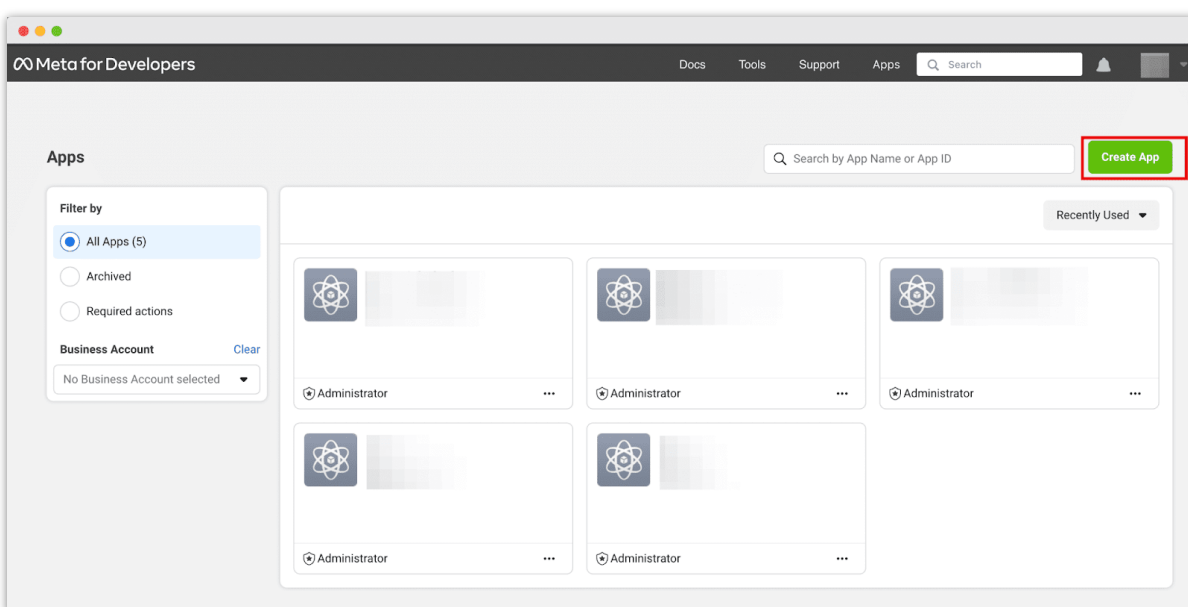 Meta for Developers Docs Tools Support Apps Search
Apps Search by App Name or App ID Create App
Filter by
All Apps (5)
Archived
Required actions
Business Account Clear
No Business Account selected
Recently Used
Administrator Administrator Administrator
Administrator Administrator